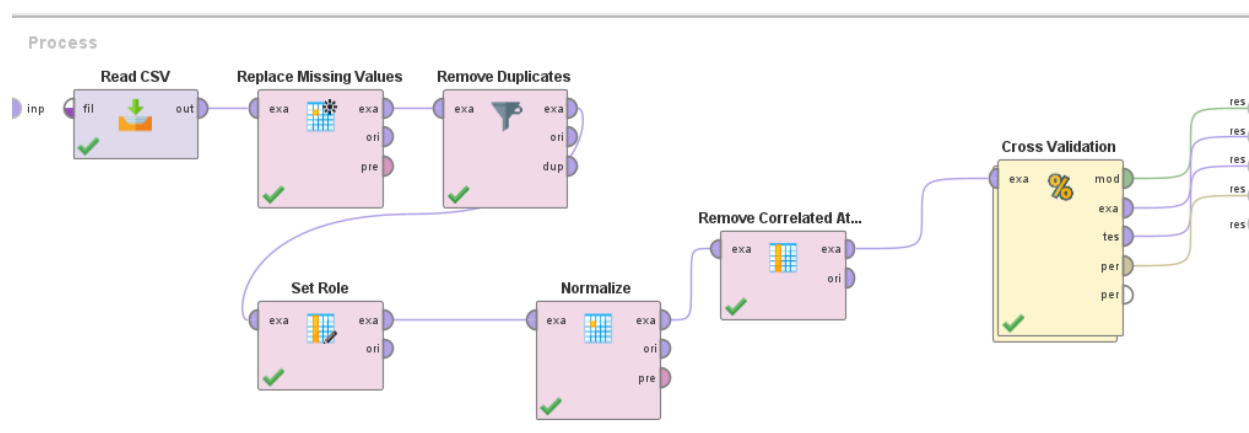 Process
Read CSV
inp
fil
out
Replace Missing Values
exa
exa
ori
pre
Remove Duplicates
exa
exa
ori
dup
Set Role
exa
exa
ori
Normalize
exa
exa
ori
pre
Remove Correlated At...
exa
exa
ori
Cross Validation
exa
%
mod
exa
tes
per
per
res
res
res
res
res